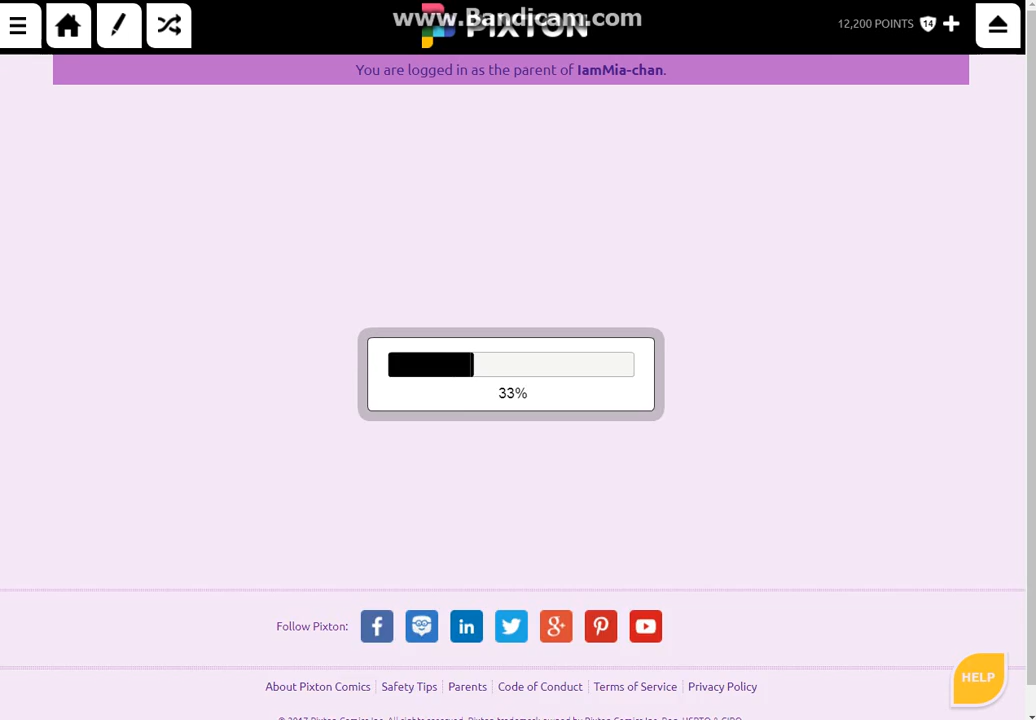 www.Bandicam.com
PIXTON
12,200 POINTS 14
You are logged in as the parent of IamMia-chan.
33%
Follow Pixton:
HELP
About Pixton Comics Safety Tips Parents Code of Conduct Terms of Service Privacy Policy